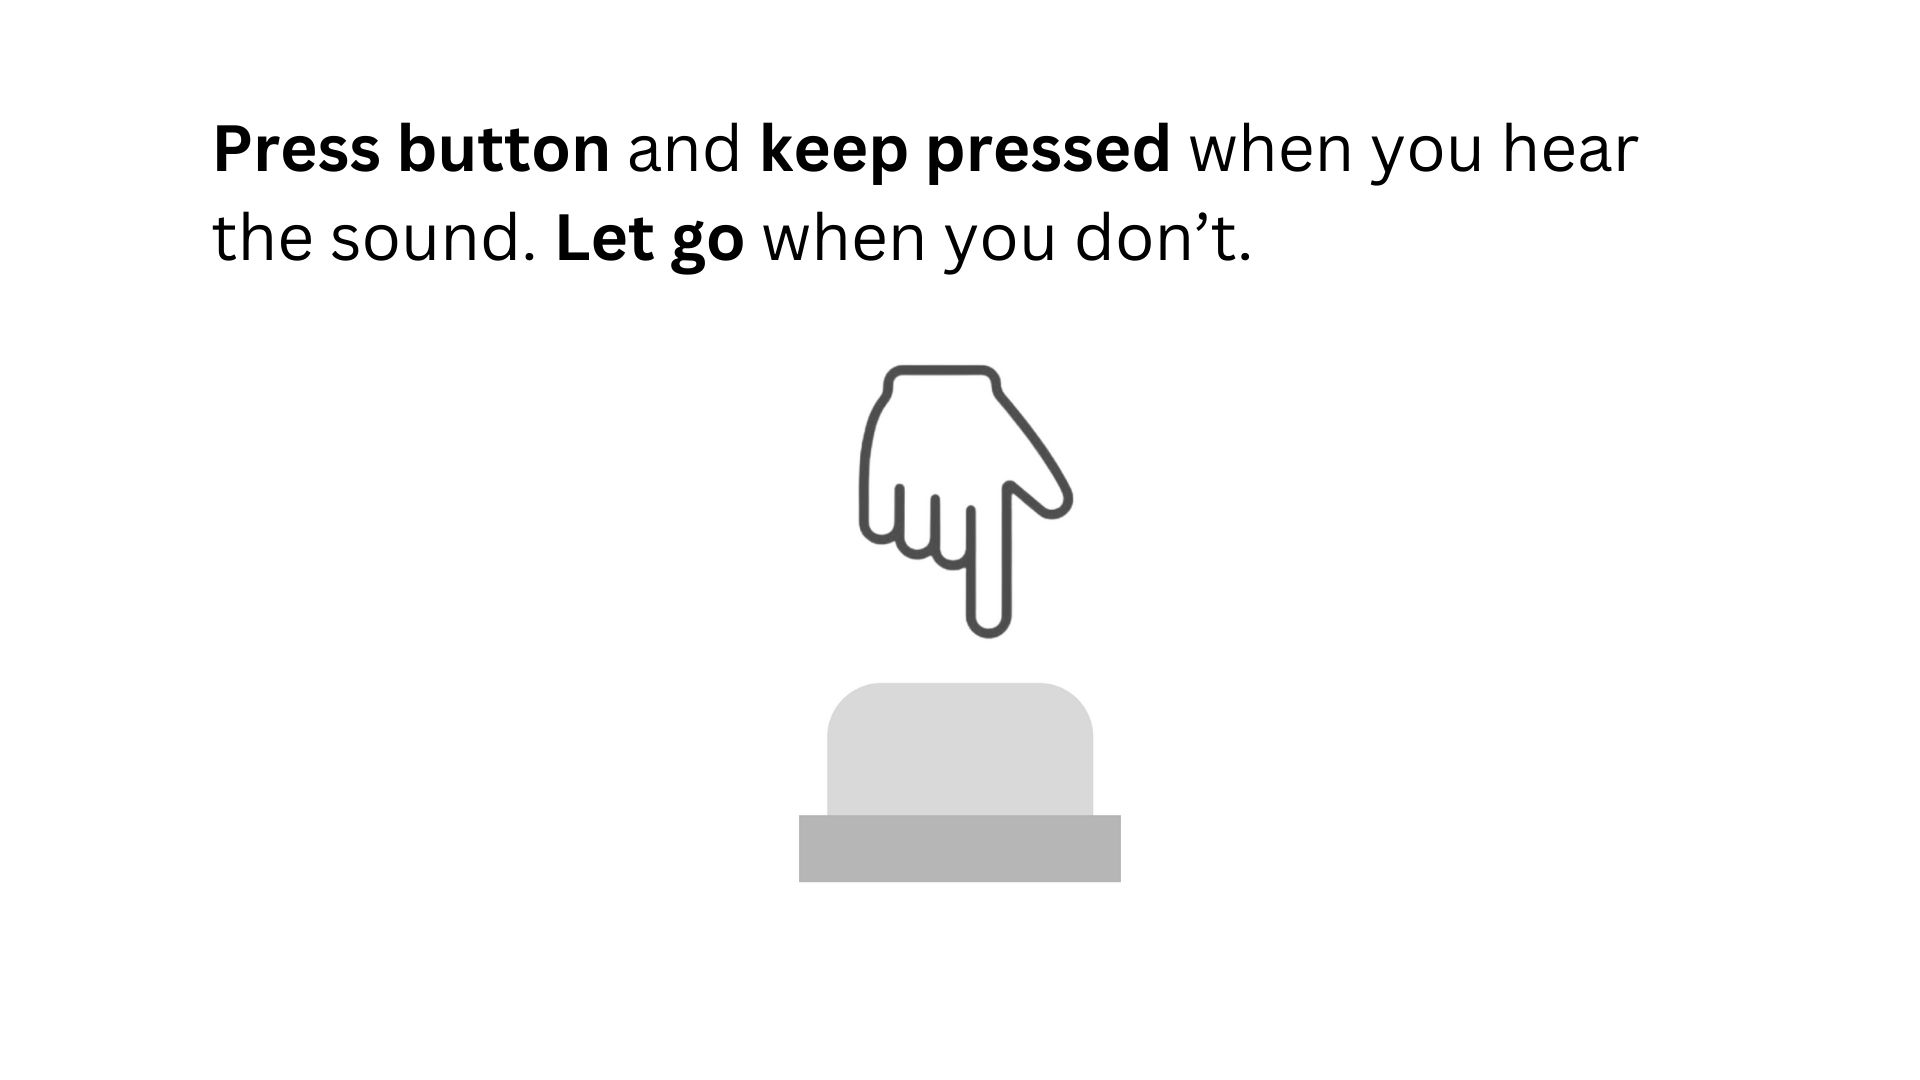 Press button and keep pressed when you hear
the sound. Let go when you don’t.